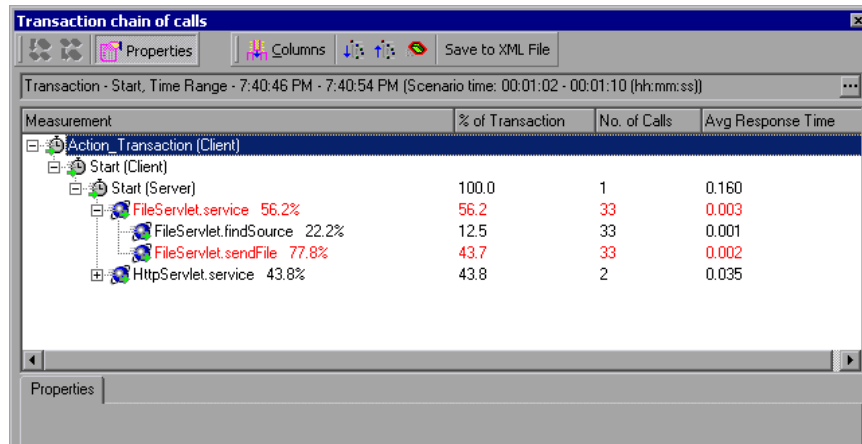 Transaction chain of calls
Properties Columns Save to XML File
Transaction - Start, Time Range - 7:40:46 PM - 7:40:54 PM (Scenario time: 00:01:02 - 00:01:10 (hh:mm:ss)) ...
Measurement % of Transaction No. of Calls Avg Response Time
Action_Transaction (Client)
Start (Client)
Start (Server) 100.0 1 0.160
FileServlet.service 56.2% 56.2 33 0.003
FileServlet.findSource 22.2% 12.5 33 0.001
FileServlet.sendFile 77.8% 43.7 33 0.002
HttpServlet.service 43.8% 43.8 2 0.035
Properties